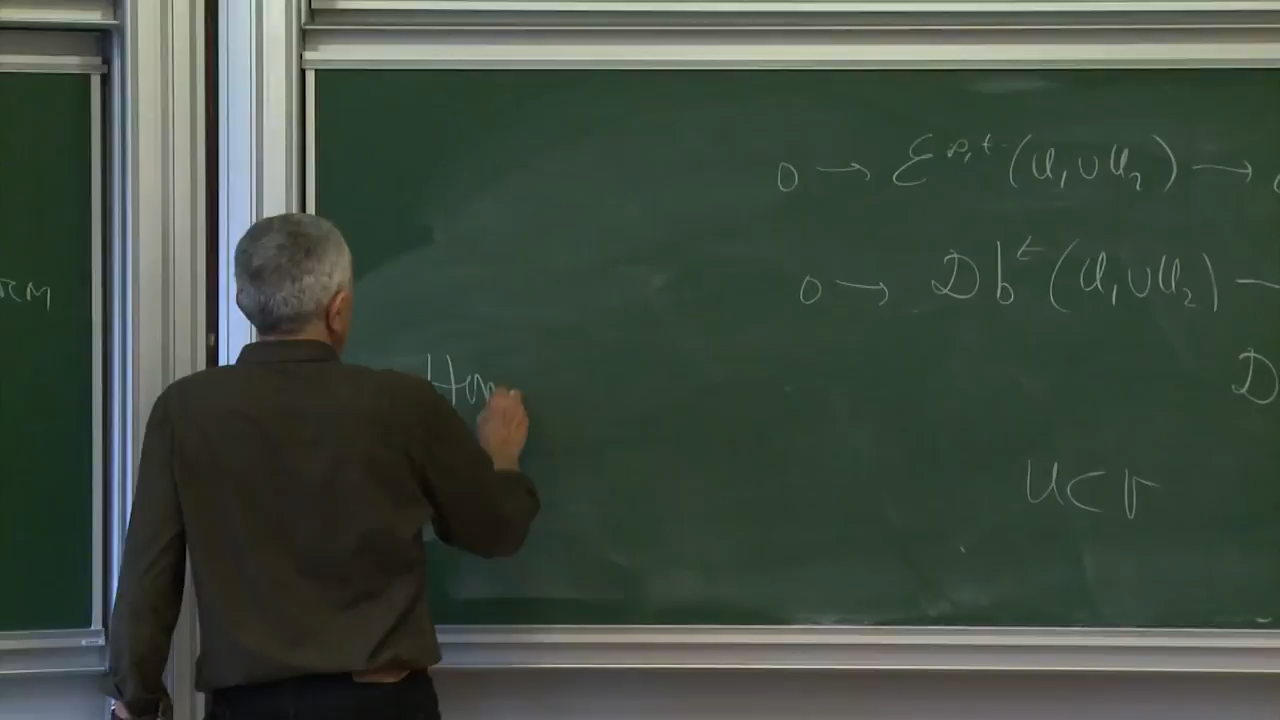 0 → ℰ^{∞,t}(U₁∪U₂) →
0 → 𝒟b^t(U₁∪U₂) —
D
Hom
U⊂V